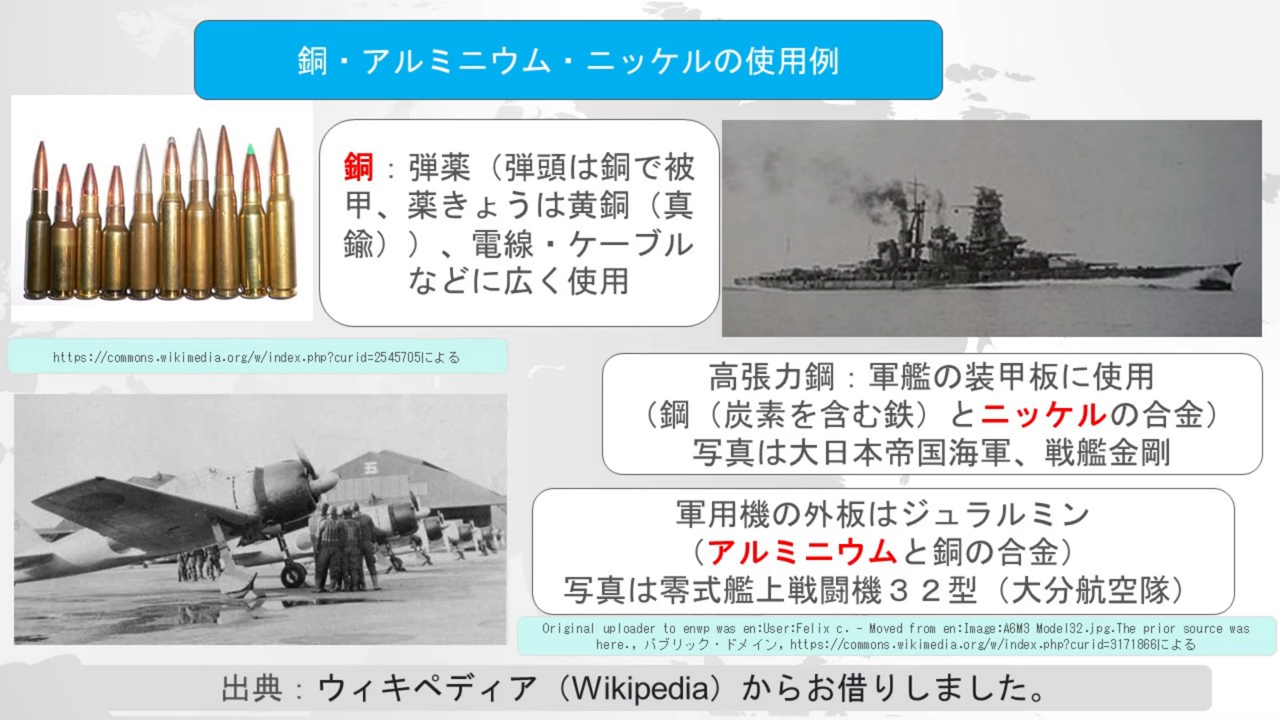 銅・アルミニウム・ニッケルの使用例
銅：弾薬（弾頭は銅で被
甲、薬きょうは黄銅（真
鍮））、電線・ケーブル
などに広く使用
https://commons.wikimedia.org/w/index.php?curid=2545705による
高張力鋼：軍艦の装甲板に使用
（鋼（炭素を含む鉄）とニッケルの合金）
写真は大日本帝国海軍、戦艦金剛
五
軍用機の外板はジュラルミン
（アルミニウムと銅の合金）
写真は零式艦上戦闘機３２型（大分航空隊）
Original uploader to enwp was en:User:Felix c. - Moved from en:Image:A6M3 Model32.jpg.The prior source was
here., パブリック・ドメイン, https://commons.wikimedia.org/w/index.php?curid=3171866による
出典：ウィキペディア（Wikipedia）からお借りしました。